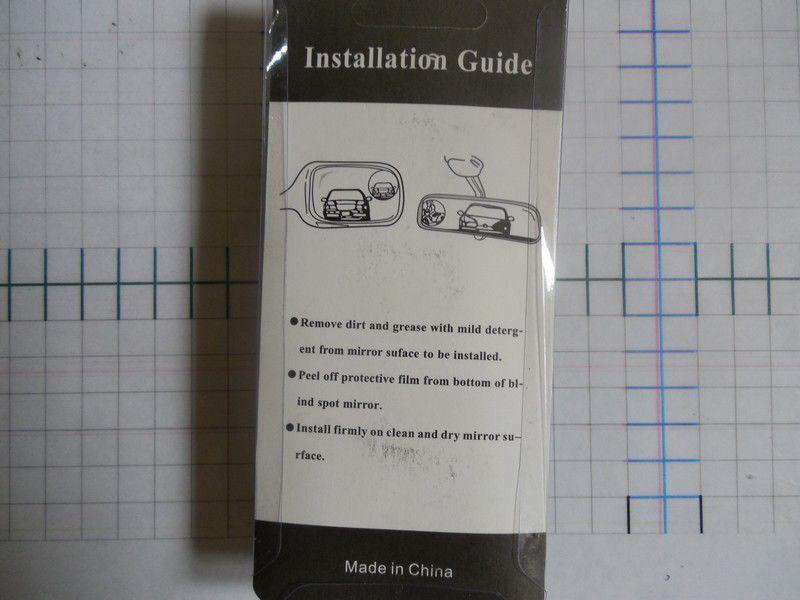 Installation Guide
●Remove dirt and grease with mild deterg-
ent from mirror suface to be installed.
●Peel off protective film from bottom of bl-
ind spot mirror.
●Install firmly on clean and dry mirror su-
rface.
Made in China